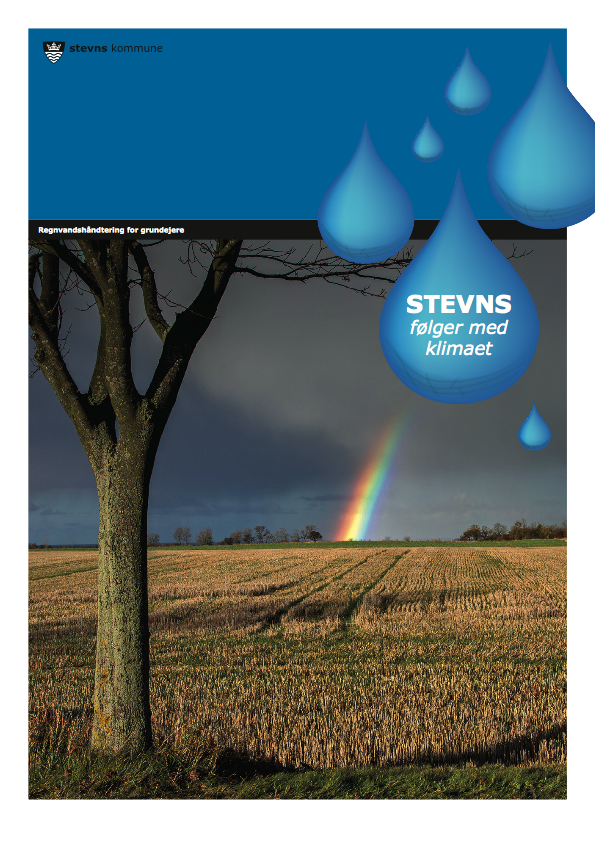 stevns kommune
Regnvandshåndtering for grundejere
STEVNS
følger med
klimaet